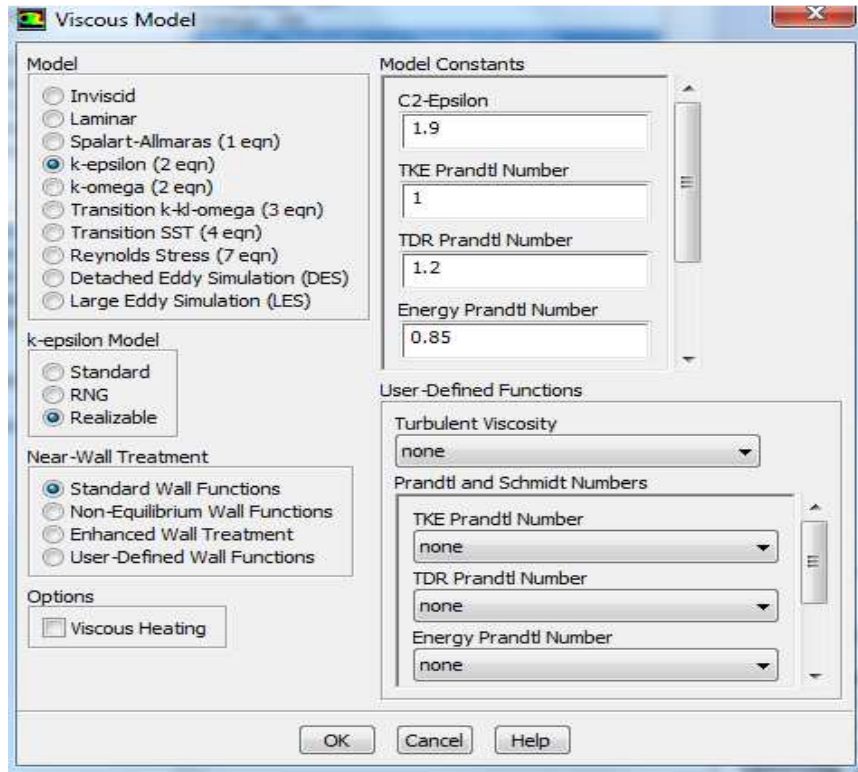 Viscous Model
Model
Inviscid
Laminar
Spalart-Allmaras (1 eqn)
k-epsilon (2 eqn)
k-omega (2 eqn)
Transition k-kl-omega (3 eqn)
Transition SST (4 eqn)
Reynolds Stress (7 eqn)
Detached Eddy Simulation (DES)
Large Eddy Simulation (LES)
k-epsilon Model
Standard
RNG
Realizable
Near-Wall Treatment
Standard Wall Functions
Non-Equilibrium Wall Functions
Enhanced Wall Treatment
User-Defined Wall Functions
Options
Viscous Heating
Model Constants
C2-Epsilon
1.9
TKE Prandtl Number
1
TDR Prandtl Number
1.2
Energy Prandtl Number
0.85
User-Defined Functions
Turbulent Viscosity
none
Prandtl and Schmidt Numbers
TKE Prandtl Number
none
TDR Prandtl Number
none
Energy Prandtl Number
none
OK
Cancel
Help